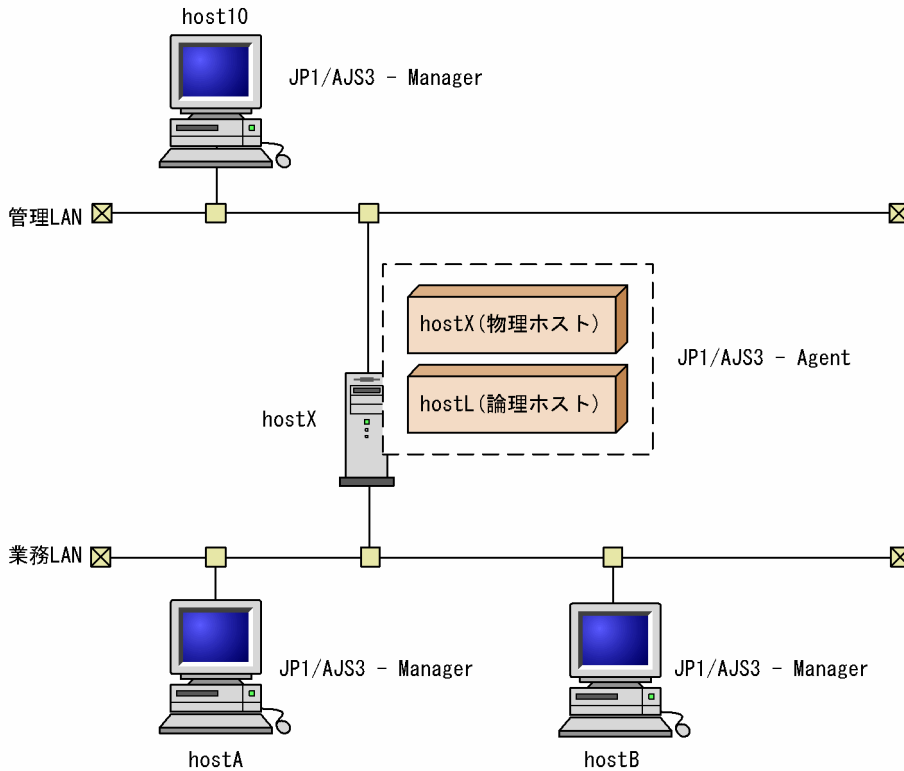 host10
JP1/AJS3 - Manager
管理LAN
hostX(物理ホスト)
JP1/AJS3 - Agent
hostL(論理ホスト)
hostX
業務LAN
JP1/AJS3 - Manager
JP1/AJS3 - Manager
hostA
hostB